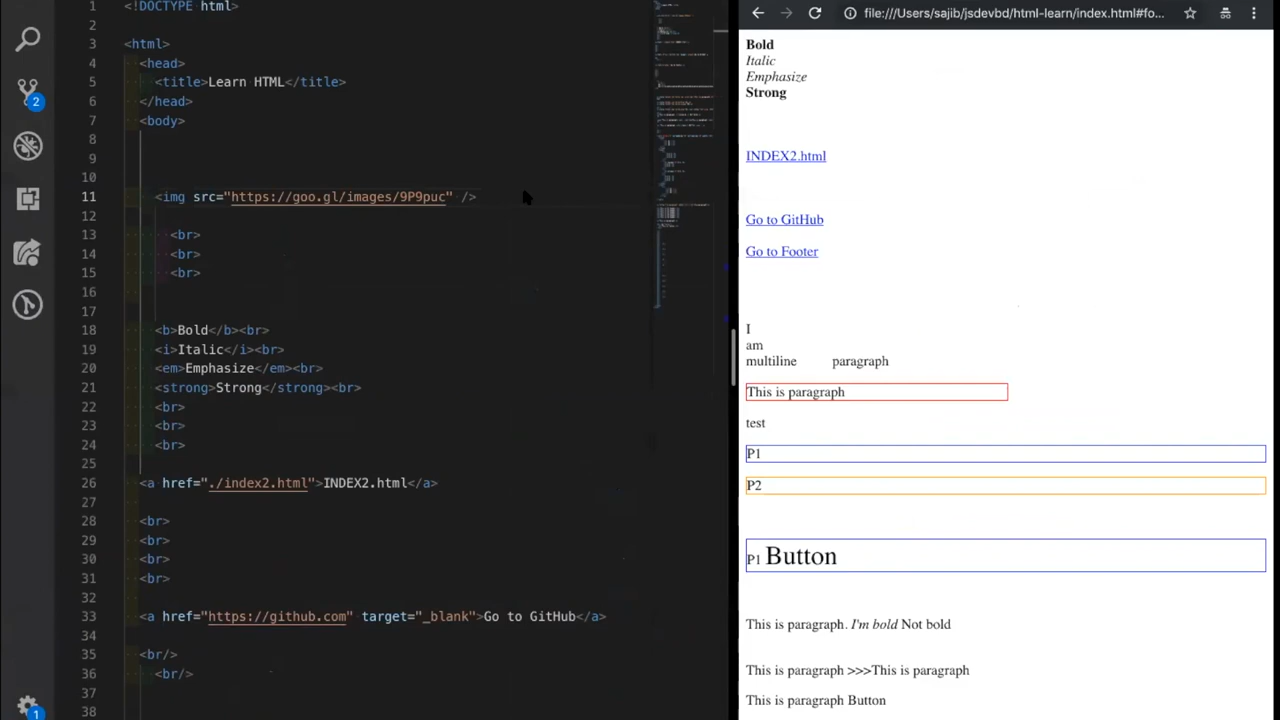 1 <!DOCTYPE html>
2
3 <html>
4 <head>
5 <title>Learn HTML</title>
6 </head>
7 <body>
8
9
10
11 <img src="https://goo.gl/images/9P9puc" />
12
13 <br>
14 <br>
15 <br>
16
17
18 <b>Bold</b><br>
19 <i>Italic</i><br>
20 <em>Emphasize</em><br>
21 <strong>Strong</strong><br>
22 <br>
23 <br>
24 <br>
25
26 <a href="./index2.html">INDEX2.html</a>
27
28 <br>
29 <br>
30 <br>
31 <br>
32
33 <a href="https://github.com" target="_blank">Go to GitHub</a>
34
35 <br/>
36 <br/>
37
38
2
1
file:///Users/sajib/jsdevbd/html-learn/index.html#fo...
Bold
Italic
Emphasize
Strong
INDEX2.html
Go to GitHub
Go to Footer
I
am
multiline paragraph
This is paragraph
test
P1
P2
P1 Button
This is paragraph. I'm bold Not bold
This is paragraph >>>This is paragraph
This is paragraph Button